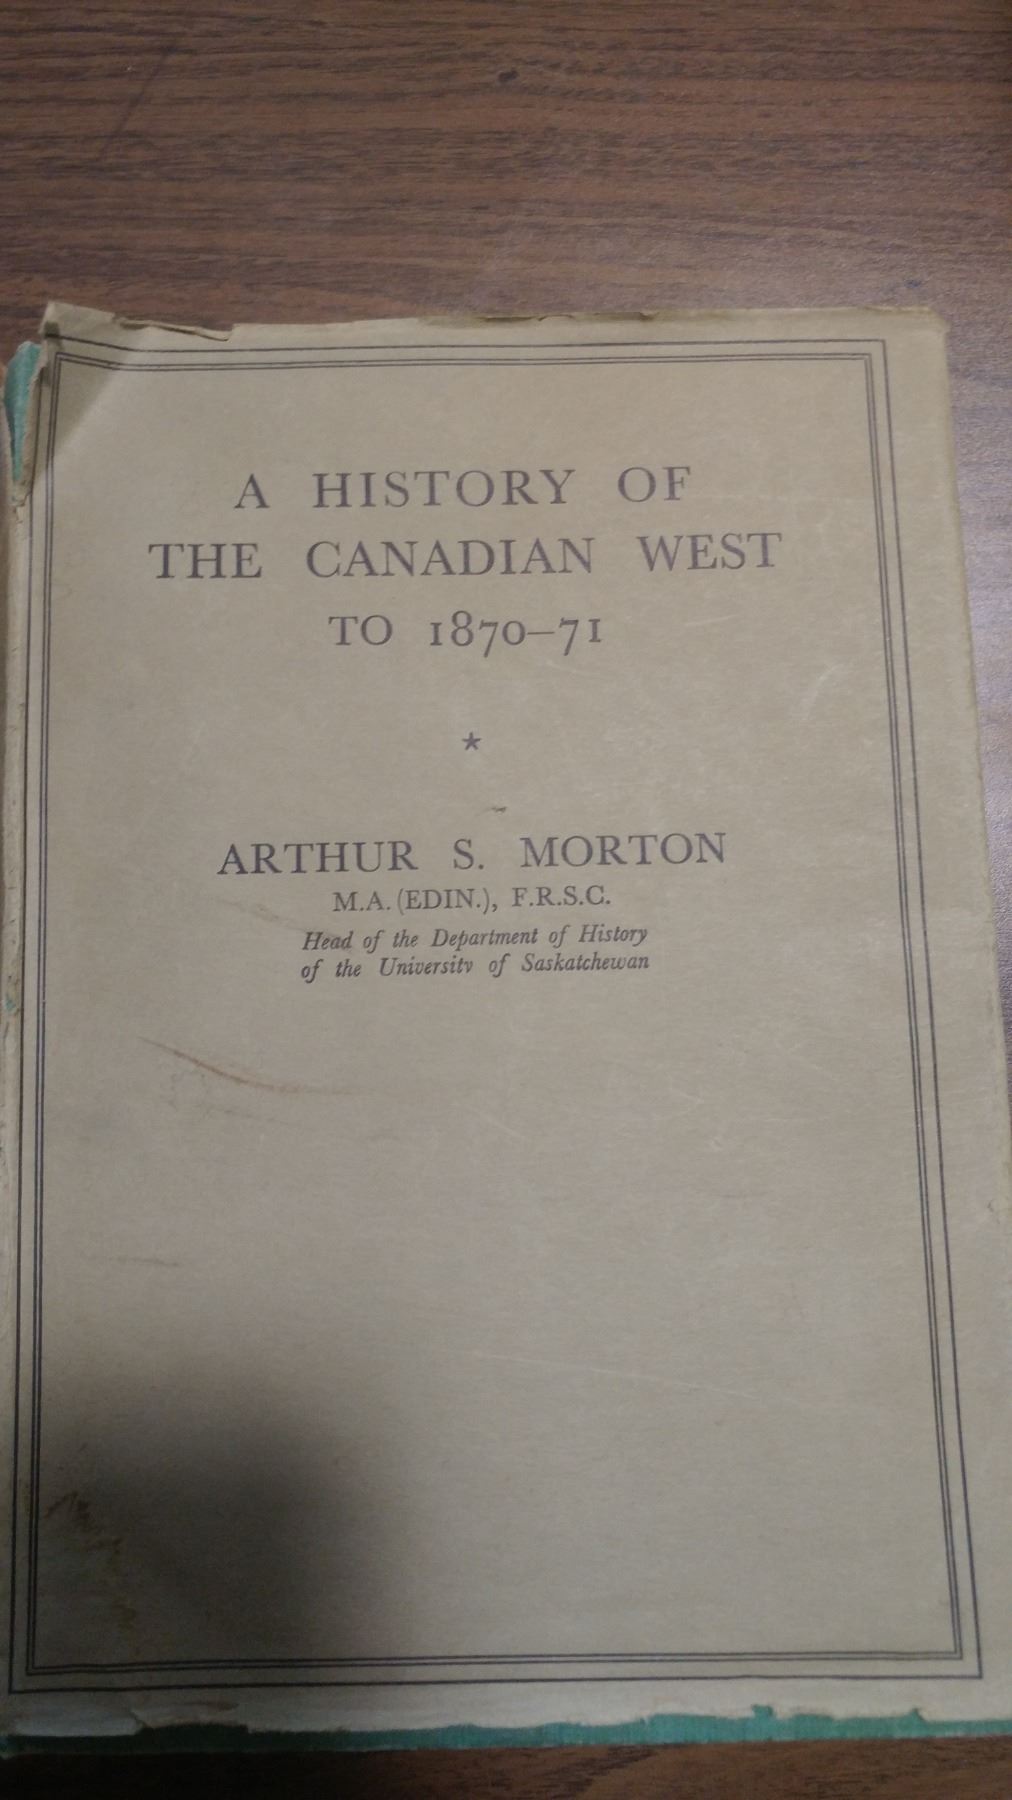 A HISTORY OF
THE CANADIAN WEST
TO 1870–71
★
ARTHUR S. MORTON
M.A. (EDIN.), F.R.S.C.
Head of the Department of History
of the University of Saskatchewan